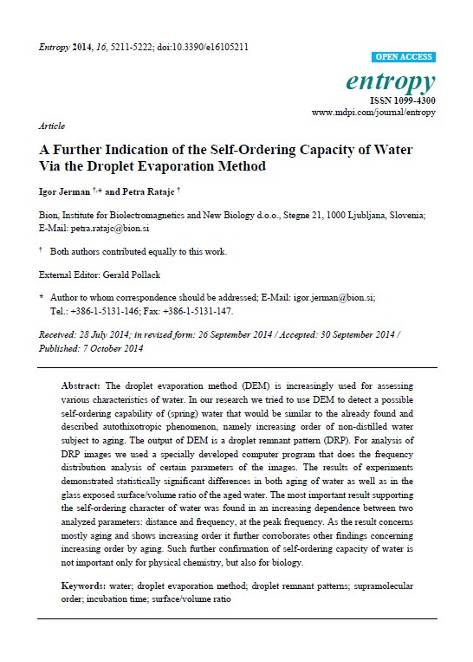 Entropy 2014, 16, 5211-5222; doi:10.3390/e16105211
OPEN ACCESS
entropy
ISSN 1099-4300
www.mdpi.com/journal/entropy
Article
A Further Indication of the Self-Ordering Capacity of Water
Via the Droplet Evaporation Method
Igor Jerman †,* and Petra Ratajc †
Bion, Institute for Bioelectromagnetics and New Biology d.o.o., Stegne 21, 1000 Ljubljana, Slovenia;
E-Mail: petra.ratajc@bion.si
† Both authors contributed equally to this work.
External Editor: Gerald Pollack
* Author to whom correspondence should be addressed; E-Mail: igor.jerman@bion.si;
Tel.: +386-1-5131-146; Fax: +386-1-5131-147.
Received: 28 July 2014; in revised form: 26 September 2014 / Accepted: 30 September 2014 /
Published: 7 October 2014
Abstract: The droplet evaporation method (DEM) is increasingly used for assessing
various characteristics of water. In our research we tried to use DEM to detect a possible
self-ordering capability of (spring) water that would be similar to the already found and
described autothixotropic phenomenon, namely increasing order of non-distilled water
subject to aging. The output of DEM is a droplet remnant pattern (DRP). For analysis of
DRP images we used a specially developed computer program that does the frequency
distribution analysis of certain parameters of the images. The results of experiments
demonstrated statistically significant differences in both aging of water as well as in the
glass exposed surface/volume ratio of the aged water. The most important result supporting
the self-ordering character of water was found in an increasing dependence between two
analyzed parameters: distance and frequency, at the peak frequency. As the result concerns
mostly aging and shows increasing order it further corroborates other findings concerning
increasing order by aging. Such further confirmation of self-ordering capacity of water is
not important only for physical chemistry, but also for biology.
Keywords: water; droplet evaporation method; droplet remnant patterns; supramolecular
order; incubation time; surface/volume ratio